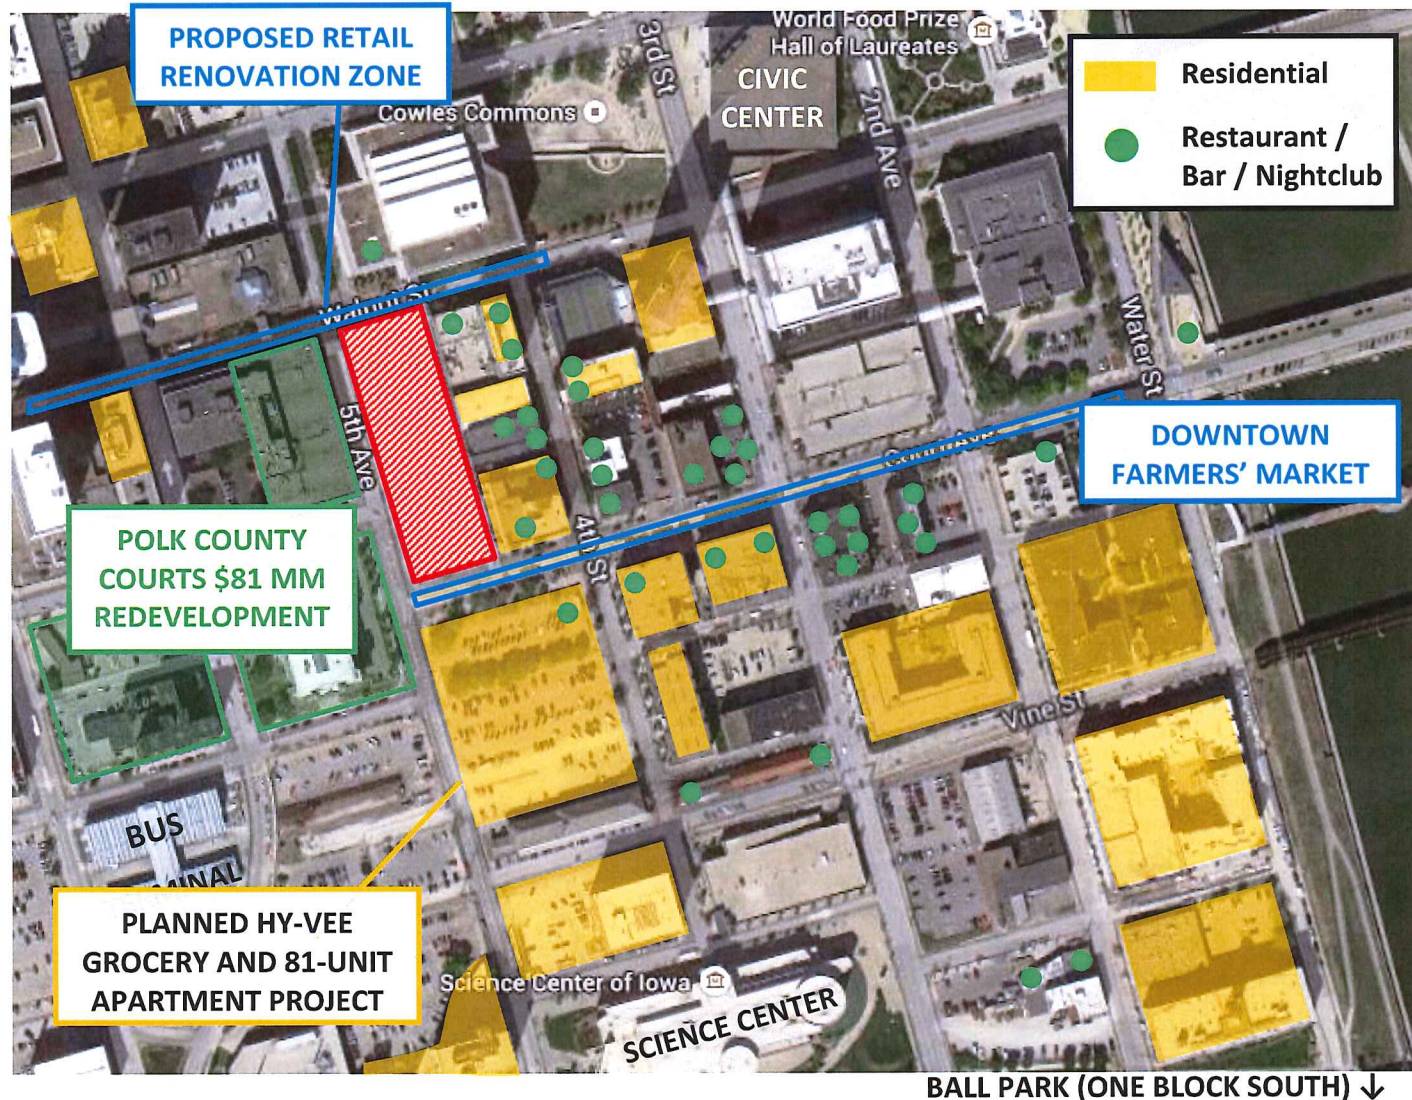 PROPOSED RETAIL
RENOVATION ZONE
World Food Prize
Hall of Laureates
3rd St
CIVIC
CENTER
Cowles Commons
2nd Ave
Residential
Restaurant /
Bar / Nightclub
Walnut St
Water St
5th Ave
DOWNTOWN
FARMERS' MARKET
4th St
POLK COUNTY
COURTS $81 MM
REDEVELOPMENT
Vine St
BUS
PLANNED HY-VEE
GROCERY AND 81-UNIT
APARTMENT PROJECT
Science Center of Iowa
SCIENCE CENTER
BALL PARK (ONE BLOCK SOUTH) ↓